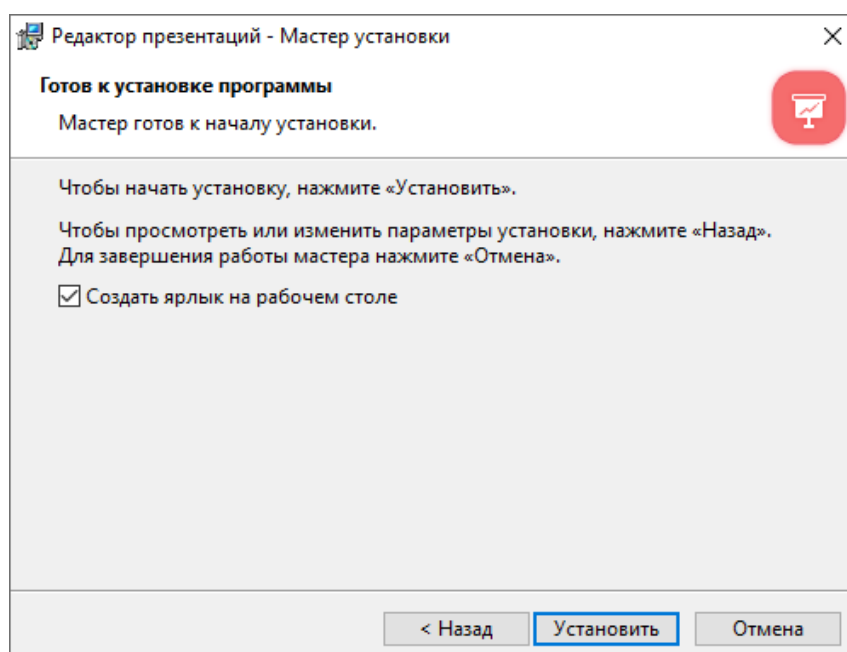 Редактор презентаций - Мастер установки
Готов к установке программы
Мастер готов к началу установки.
Чтобы начать установку, нажмите «Установить».
Чтобы просмотреть или изменить параметры установки, нажмите «Назад».
Для завершения работы мастера нажмите «Отмена».
Создать ярлык на рабочем столе
< Назад
Установить
Отмена